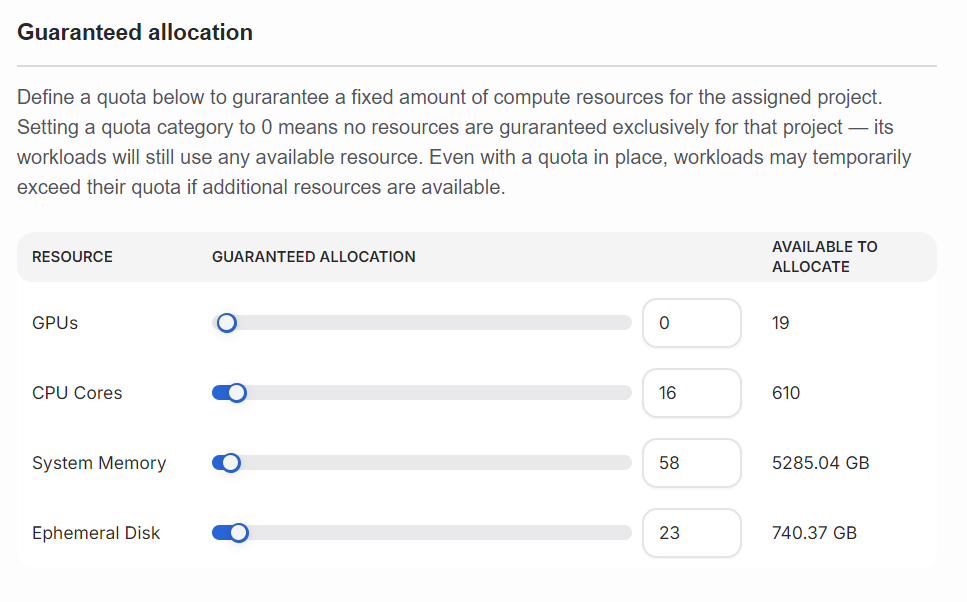 Guaranteed allocation
Define a quota below to gurarantee a fixed amount of compute resources for the assigned project.
Setting a quota category to 0 means no resources are guraranteed exclusively for that project — its
workloads will still use any available resource. Even with a quota in place, workloads may temporarily
exceed their quota if additional resources are available.
RESOURCE GUARANTEED ALLOCATION AVAILABLE TO
ALLOCATE
GPUs 0 19
CPU Cores 16 610
System Memory 58 5285.04 GB
Ephemeral Disk 23 740.37 GB